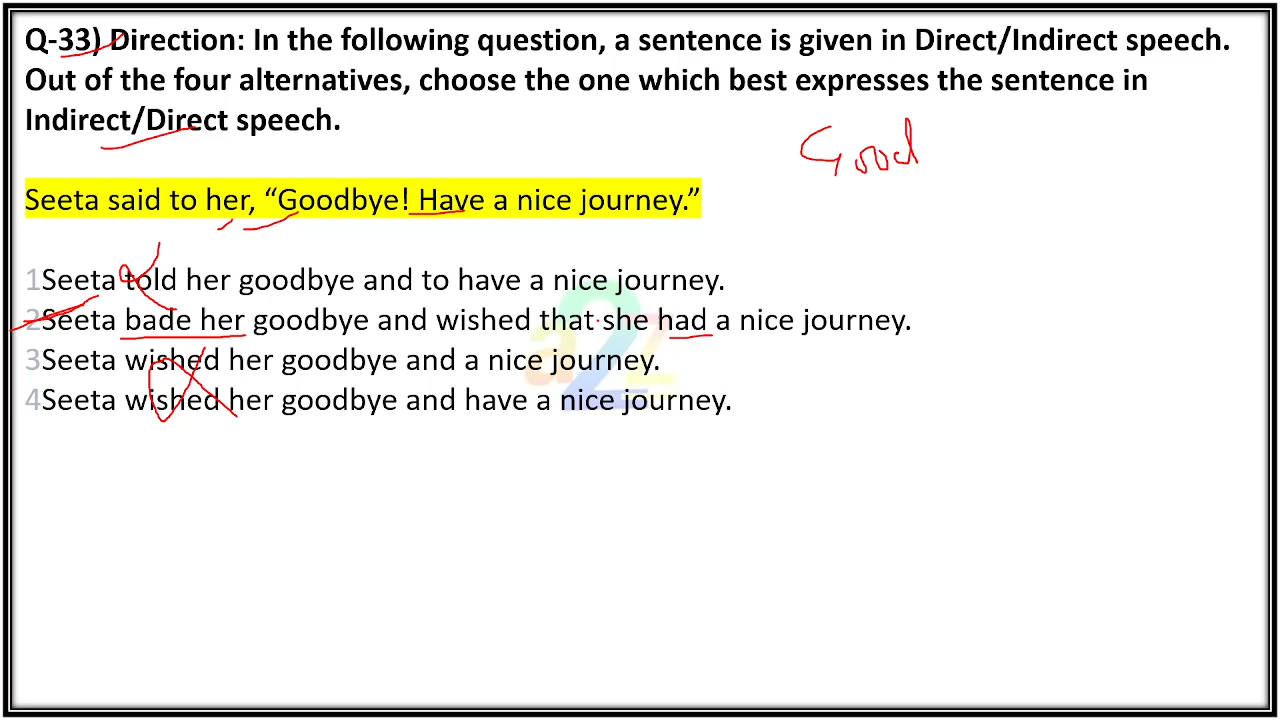 Q-33) Direction: In the following question, a sentence is given in Direct/Indirect speech.
Out of the four alternatives, choose the one which best expresses the sentence in
Indirect/Direct speech.
Good
Seeta said to her, “Goodbye! Have a nice journey.”
1Seeta told her goodbye and to have a nice journey.
2Seeta bade her goodbye and wished that she had a nice journey.
3Seeta wished her goodbye and a nice journey.
4Seeta wished her goodbye and have a nice journey.
a2z